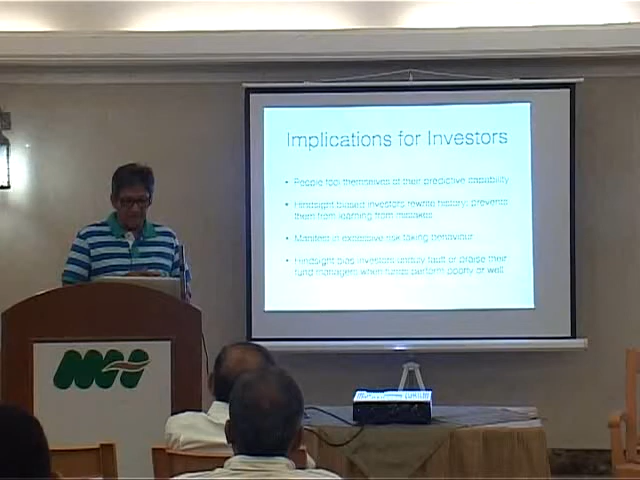 Implications for Investors
• People fool themselves of their predictive capability
• Hindsight biased investors rewrite history, prevents
them from learning from mistakes
• Manifest in excessive risk taking behaviour
• Hindsight bias investors unduly fault or praise their
fund managers when funds perform poorly or well